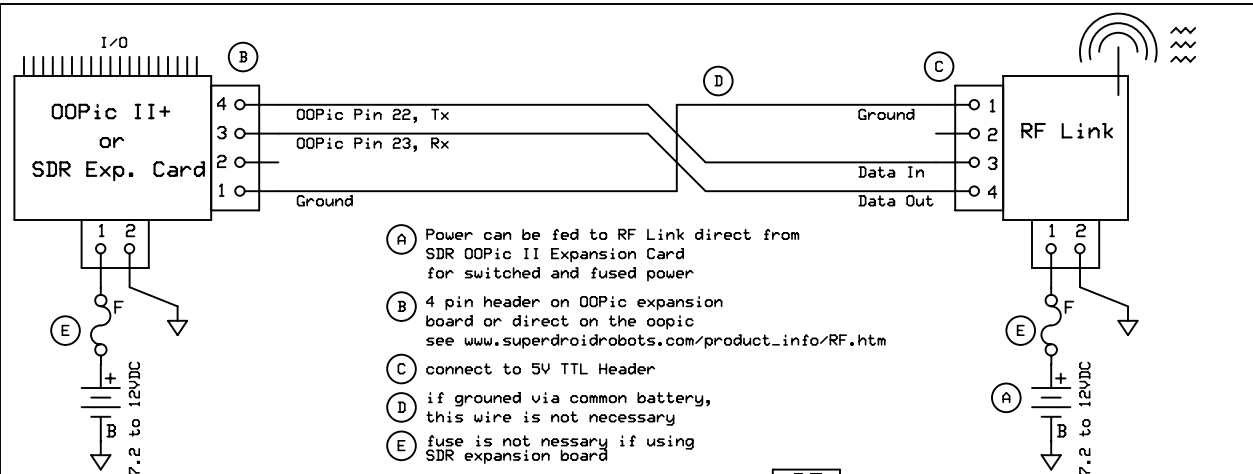 I/O
B
C
D
OOPic II+
or
SDR Exp. Card
4
3
2
1
OOPic Pin 22, Tx
OOPic Pin 23, Rx
Ground
Ground
Data In
Data Out
1
2
3
4
RF Link
1 2
F
E
+
B
7.2 to 12VDC
A Power can be fed to RF Link direct from
SDR OOPic II Expansion Card
for switched and fused power
B 4 pin header on OOPic expansion
board or direct on the oopic
see www.superdroidrobots.com/product_info/RF.htm
C connect to 5V TTL Header
D if grounded via common battery,
this wire is not necessary
E fuse is not nessary if using
SDR expansion board
1 2
F
E
A
+
B
7.2 to 12VDC